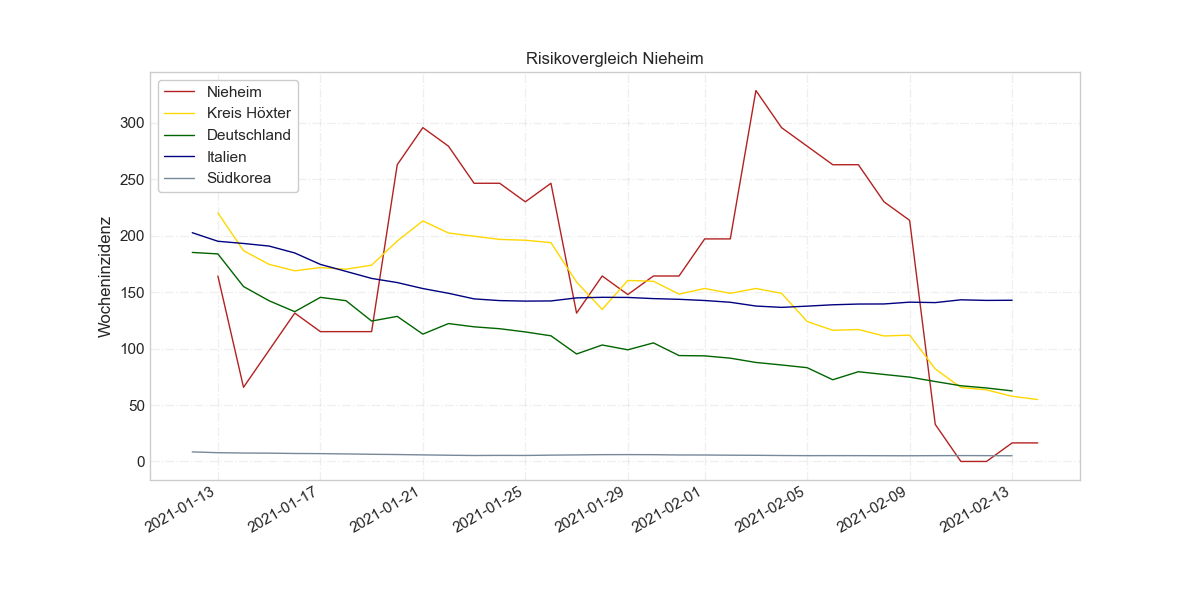 Risikovergleich Nieheim
Nieheim
Kreis Höxter
Deutschland
Italien
Südkorea
Wocheninzidenz
300
250
200
150
100
50
0
2021-01-13
2021-01-17
2021-01-21
2021-01-25
2021-01-29
2021-02-01
2021-02-05
2021-02-09
2021-02-13